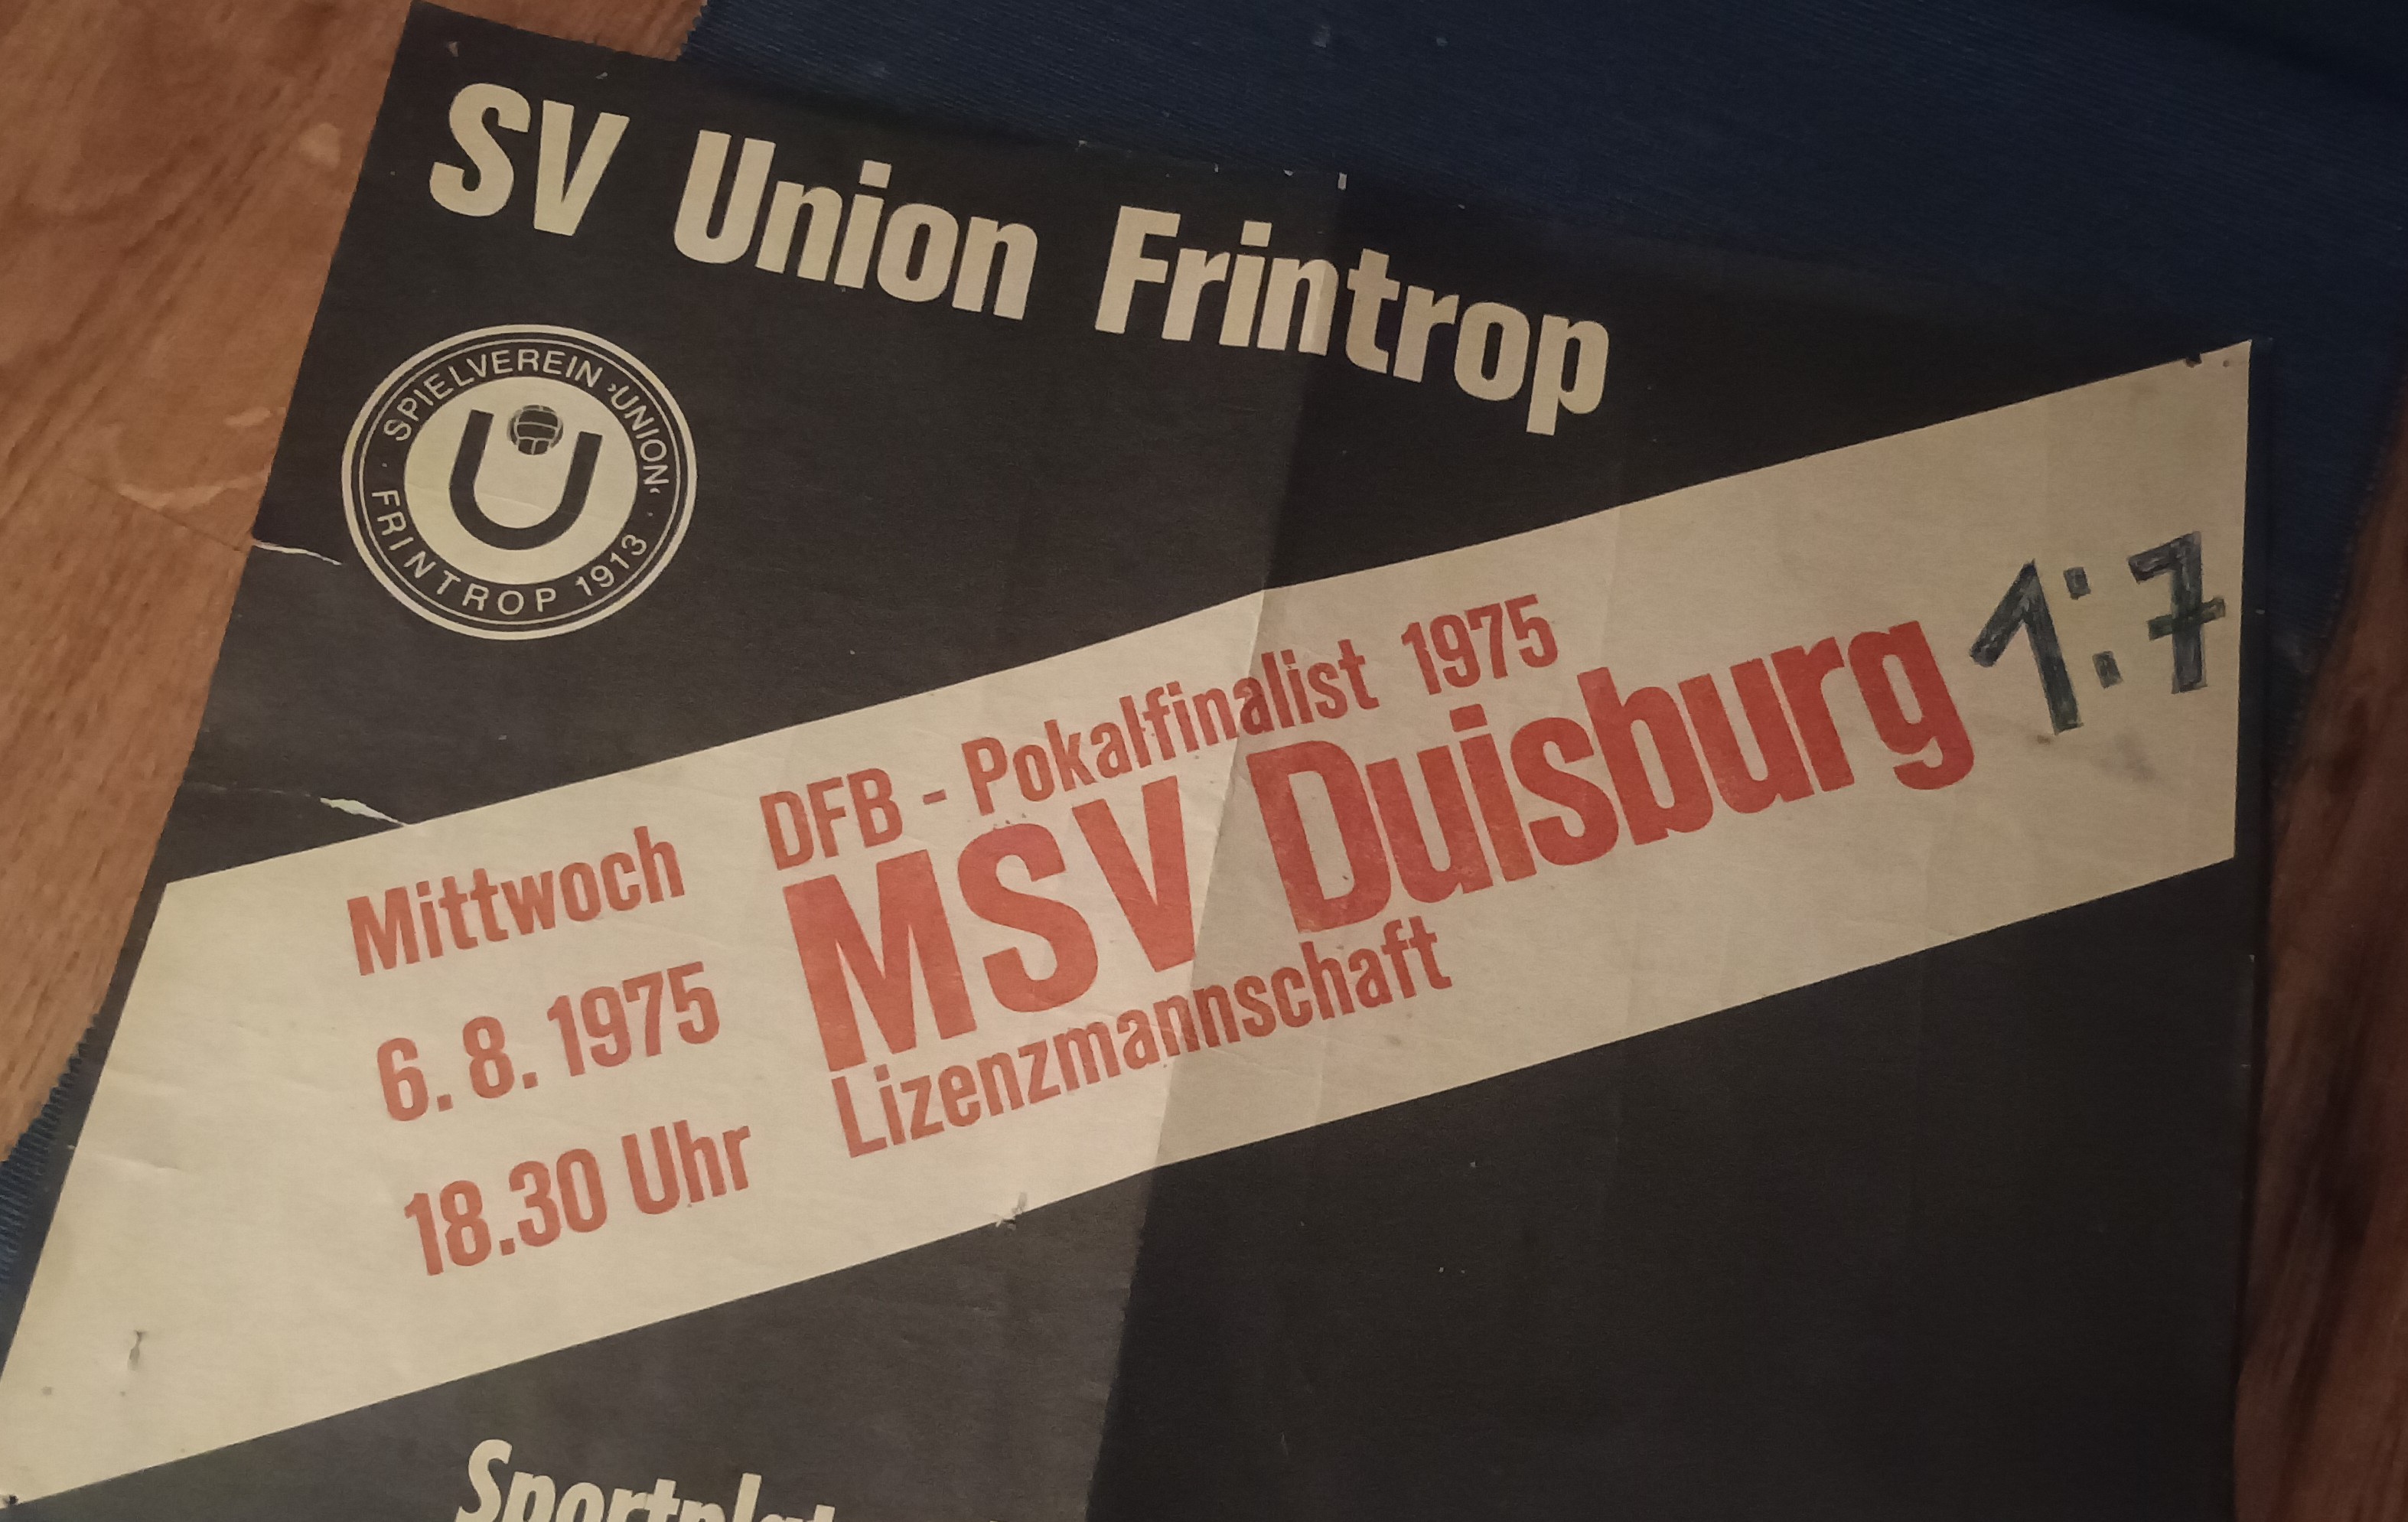 SV Union Frintrop
· SPIELVEREIN ›UNION‹ ·
FRINTROP 1913
U
DFB - Pokalfinalist 1975
MSV Duisburg 1:7
Lizenzmannschaft
Mittwoch
6. 8. 1975
18.30 Uhr